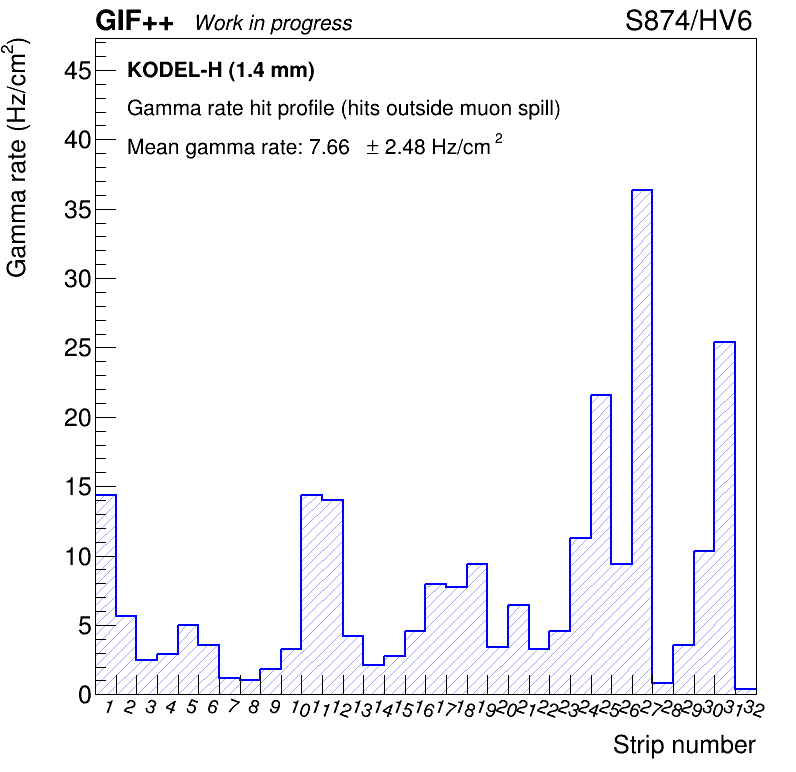 GIF++ Work in progress S874/HV6
Gamma rate (Hz/cm2)
KODEL-H (1.4 mm)
Gamma rate hit profile (hits outside muon spill)
Mean gamma rate: 7.66 ± 2.48 Hz/cm2
45
40
35
30
25
20
15
10
5
0
1 2 3 4 5 6 7 8 9 10 11 12 13 14 15 16 17 18 19 20 21 22 23 24 25 26 27 28 29 30 31 32
Strip number